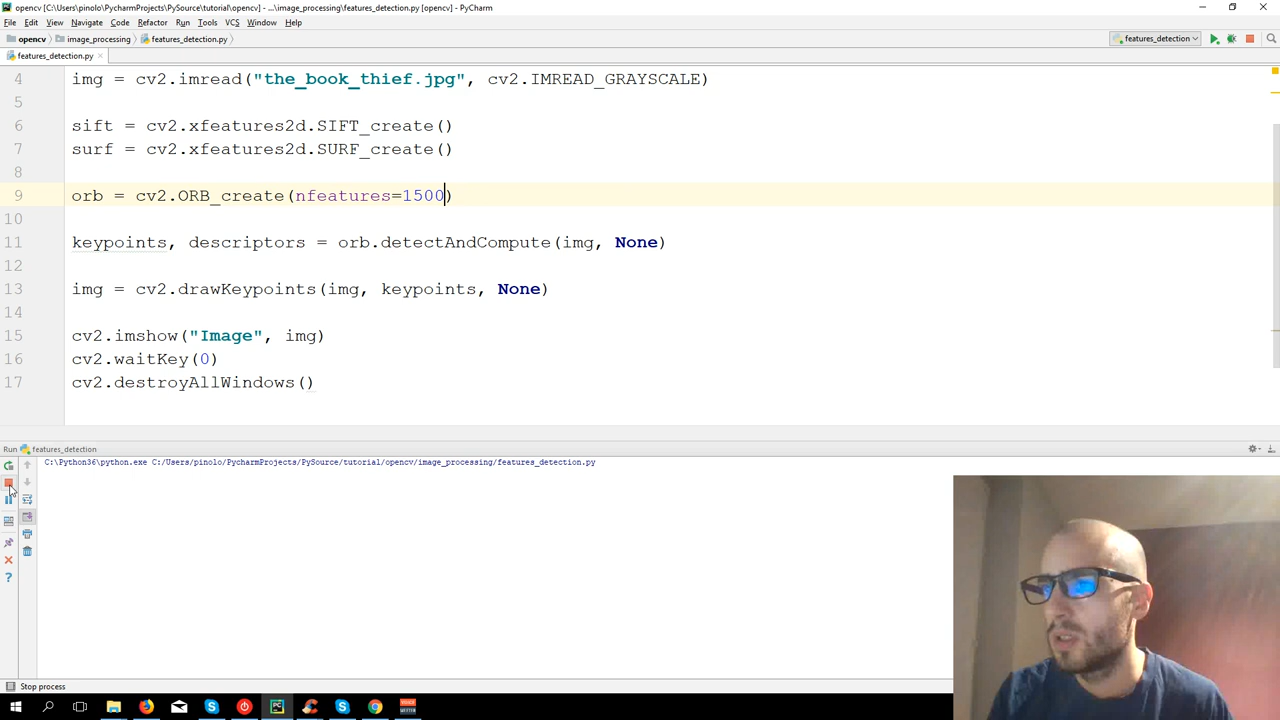 opencv [C:\Users\pinolo\PycharmProjects\PySource\tutorial\opencv] - ...\image_processing\features_detection.py [opencv] - PyCharm
File Edit View Navigate Code Refactor Run Tools VCS Window Help
opencv image_processing features_detection.py features_detection
features_detection.py
4 img = cv2.imread("the_book_thief.jpg", cv2.IMREAD_GRAYSCALE)
5
6 sift = cv2.xfeatures2d.SIFT_create()
7 surf = cv2.xfeatures2d.SURF_create()
8
9 orb = cv2.ORB_create(nfeatures=1500)
10
11 keypoints, descriptors = orb.detectAndCompute(img, None)
12
13 img = cv2.drawKeypoints(img, keypoints, None)
14
15 cv2.imshow("Image", img)
16 cv2.waitKey(0)
17 cv2.destroyAllWindows()
Run features_detection
C:\Python36\python.exe C:/Users/pinolo/PycharmProjects/PySource/tutorial/opencv/image_processing/features_detection.py
Stop process